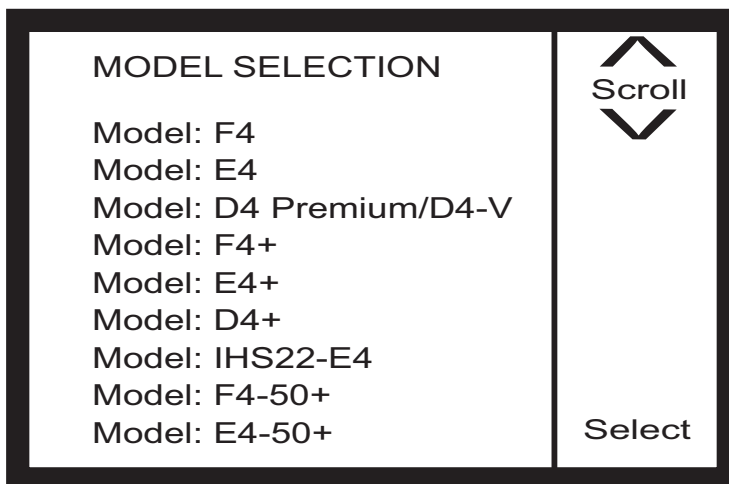 MODEL SELECTION
Model: F4
Model: E4
Model: D4 Premium/D4-V
Model: F4+
Model: E4+
Model: D4+
Model: IHS22-E4
Model: F4-50+
Model: E4-50+
Scroll
Select